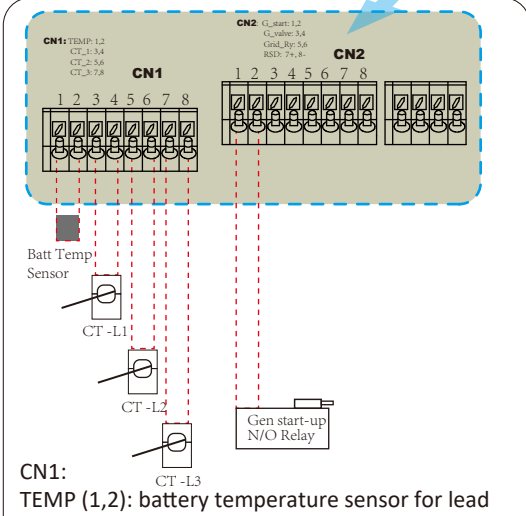 CN1: TEMP: 1,2
CT_1: 3,4
CT_2: 5,6
CT_3: 7,8
CN1
1 2 3 4 5 6 7 8
CN2: G_start: 1,2
G_valve: 3,4
Grid_Ry: 5,6
RSD: 7+, 8-
CN2
1 2 3 4 5 6 7 8
Batt Temp
Sensor
CT -L1
CT -L2
CT -L3
Gen start-up
N/O Relay
CN1:
TEMP (1,2): battery temperature sensor for lead